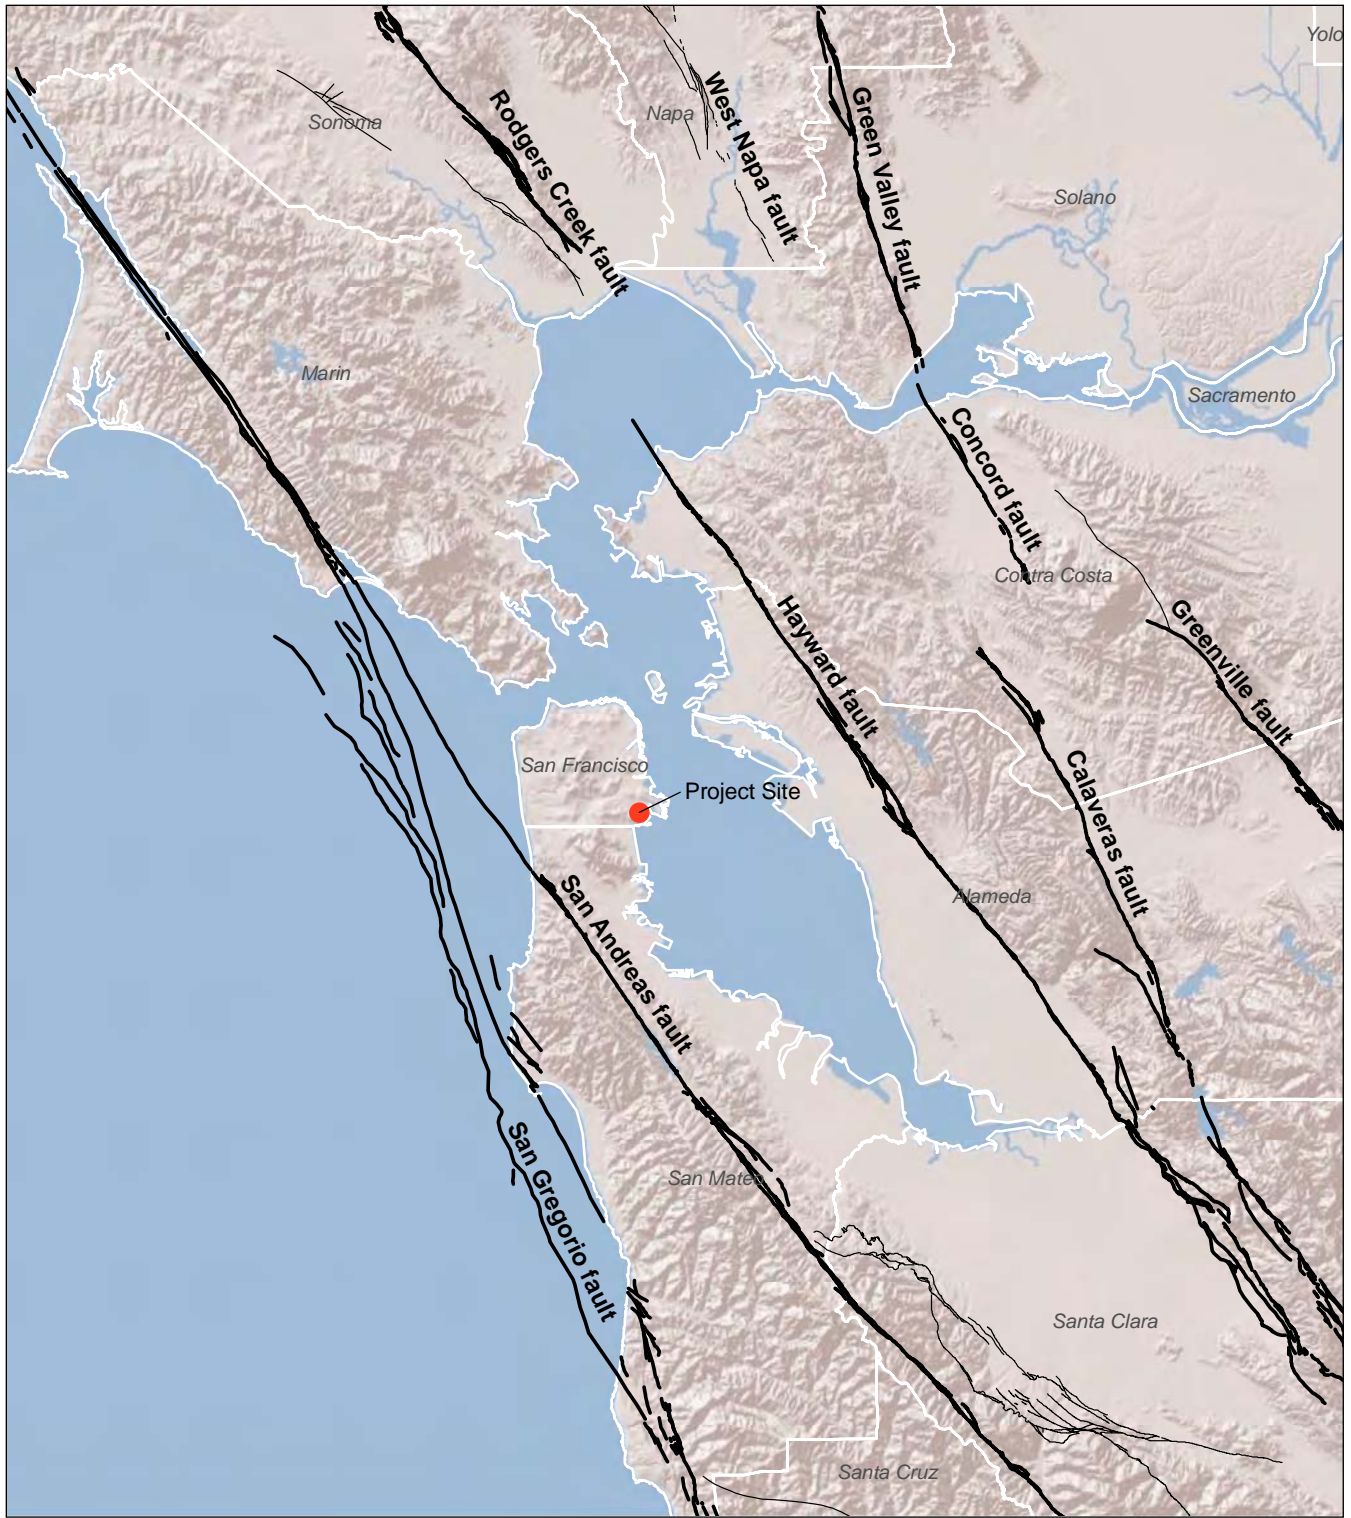 Yolo
Sonoma
Napa
Rodgers Creek fault
West Napa fault
Green Valley fault
Solano
Marin
Sacramento
Concord fault
Contra Costa
Hayward fault
Greenville fault
San Francisco
Project Site
Calaveras fault
Alameda
San Andreas fault
San Mateo
San Gregorio fault
Santa Clara
Santa Cruz